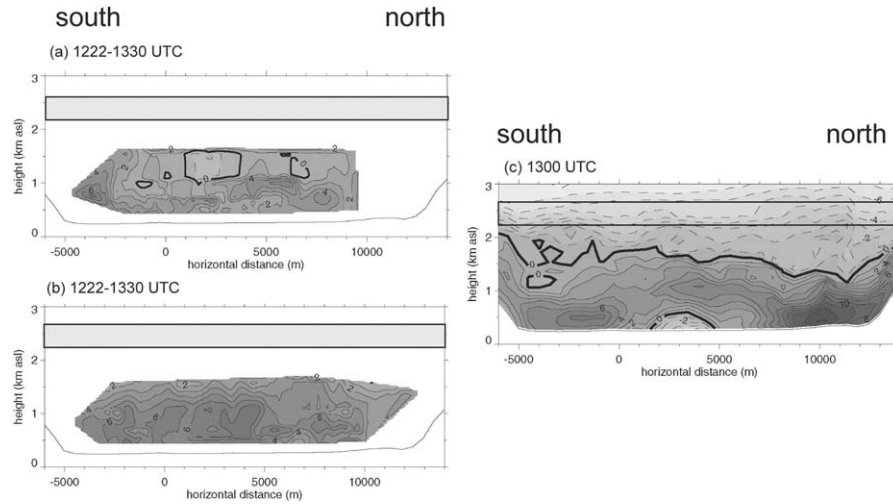 south north
(a) 1222-1330 UTC
3
2
1
0
height (km asl)
-5000 0 5000 10000
horizontal distance (m)
(b) 1222-1330 UTC
3
2
1
0
height (km asl)
-5000 0 5000 10000
horizontal distance (m)
south north
(c) 1300 UTC
3
2
1
0
height (km asl)
-5000 0 5000 10000
horizontal distance (m)